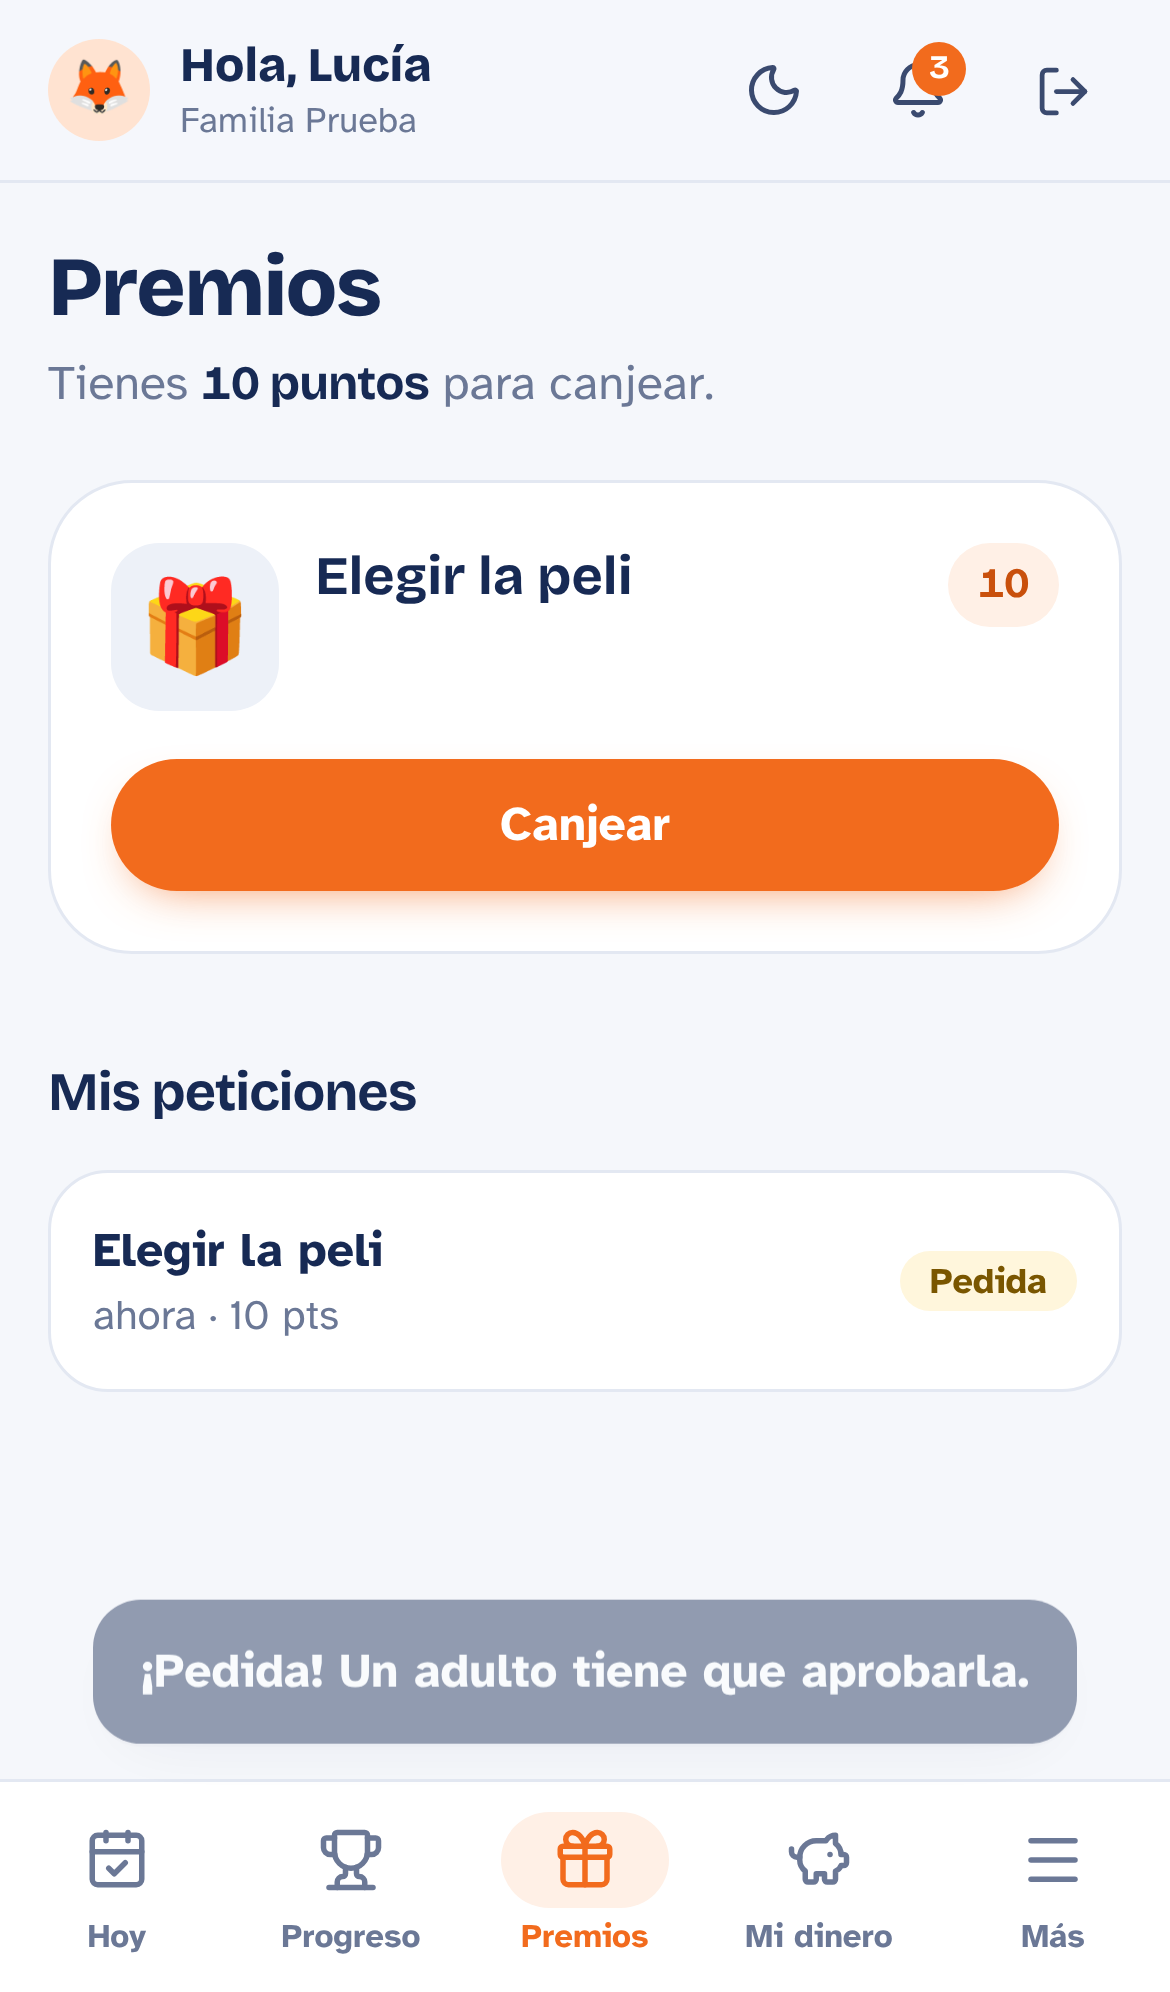 Hola, Lucía
Familia Prueba
3
Premios
Tienes 10 puntos para canjear.
Elegir la peli
10
Canjear
Mis peticiones
Elegir la peli
ahora · 10 pts
Pedida
¡Pedida! Un adulto tiene que aprobarla.
Hoy
Progreso
Premios
Mi dinero
Más